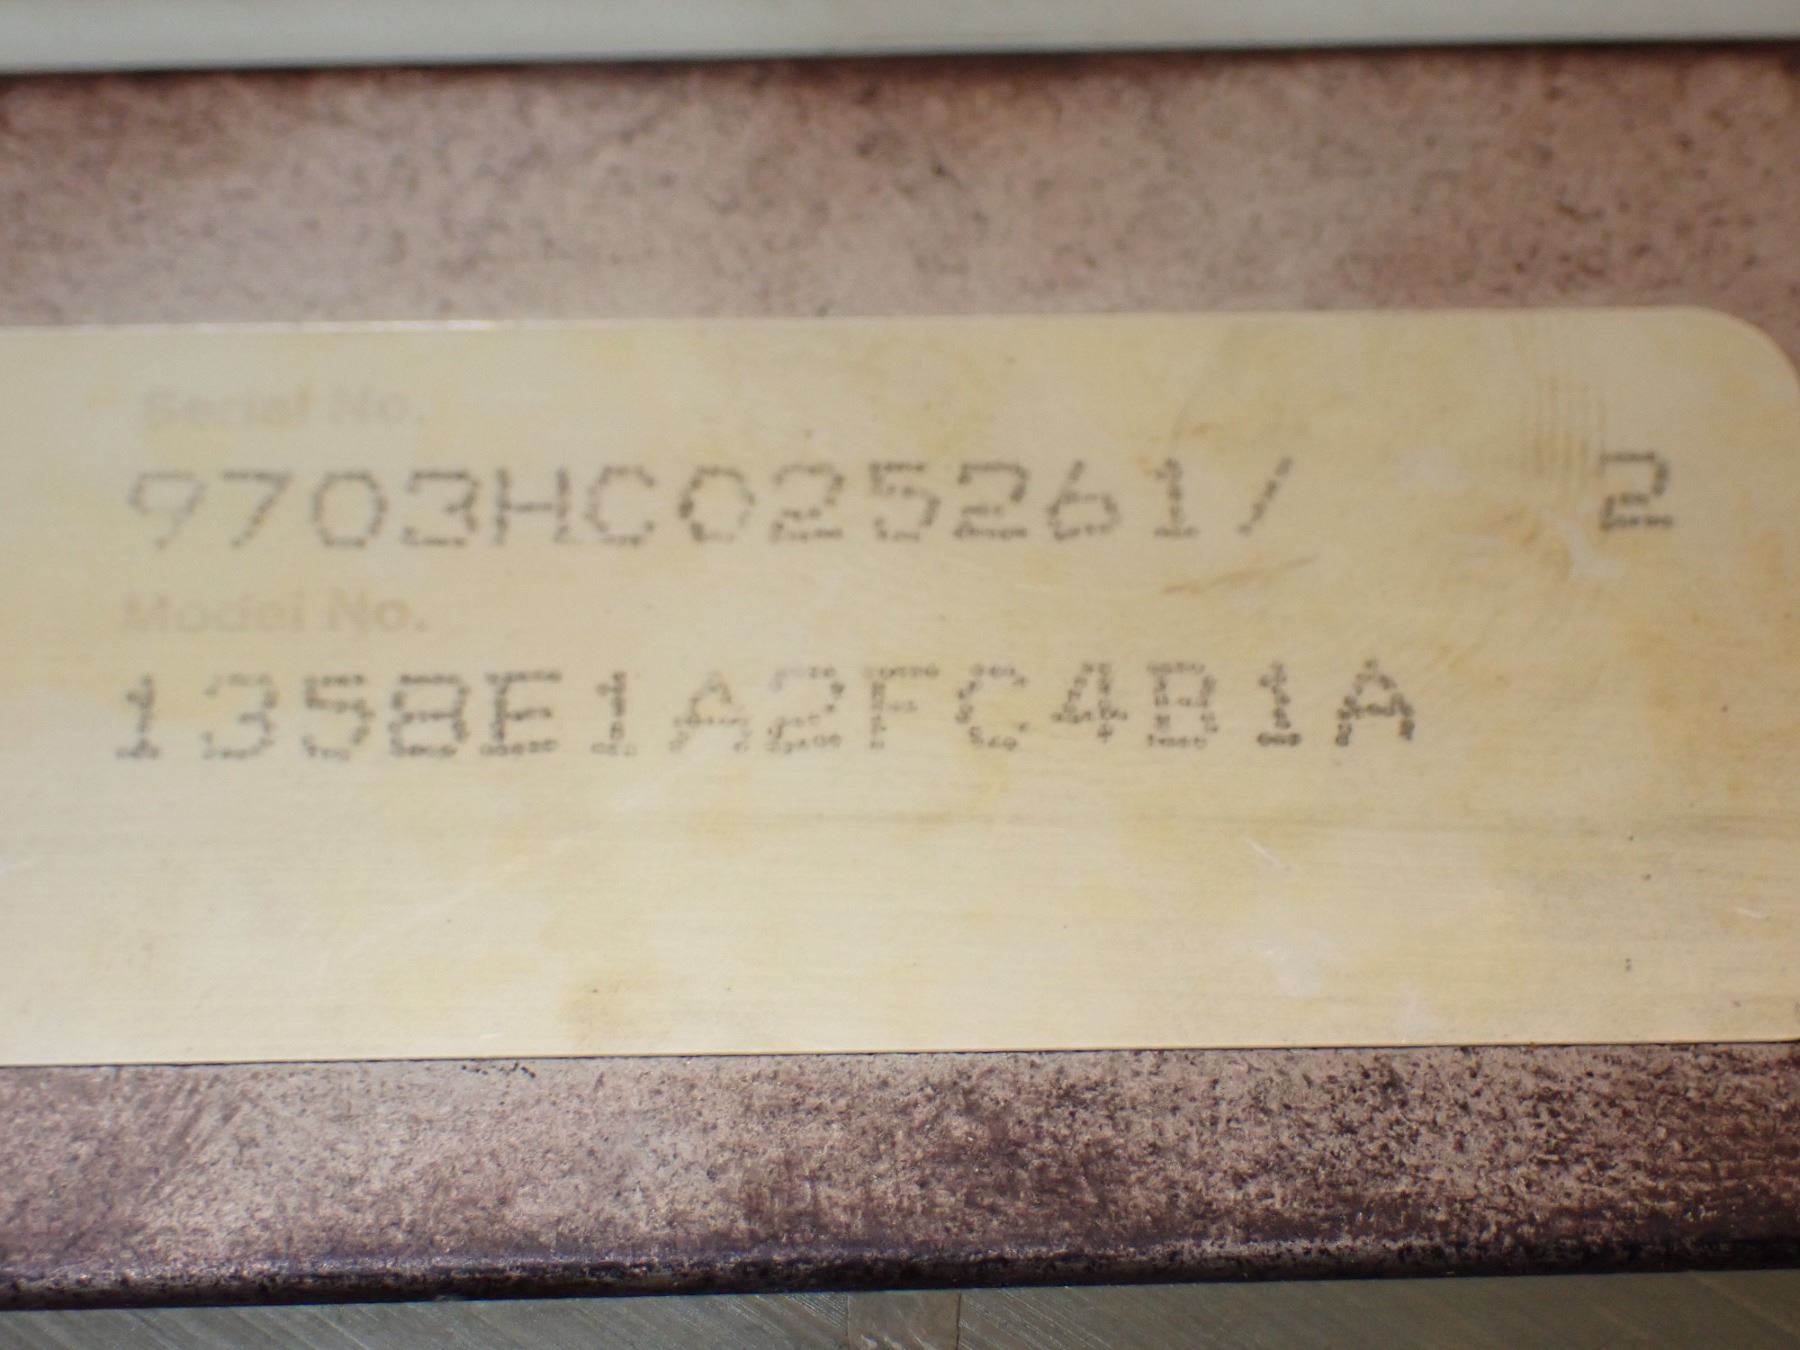 Serial No.
9703HC025261/ 2
Model No.
1358E1A2FC4B1A